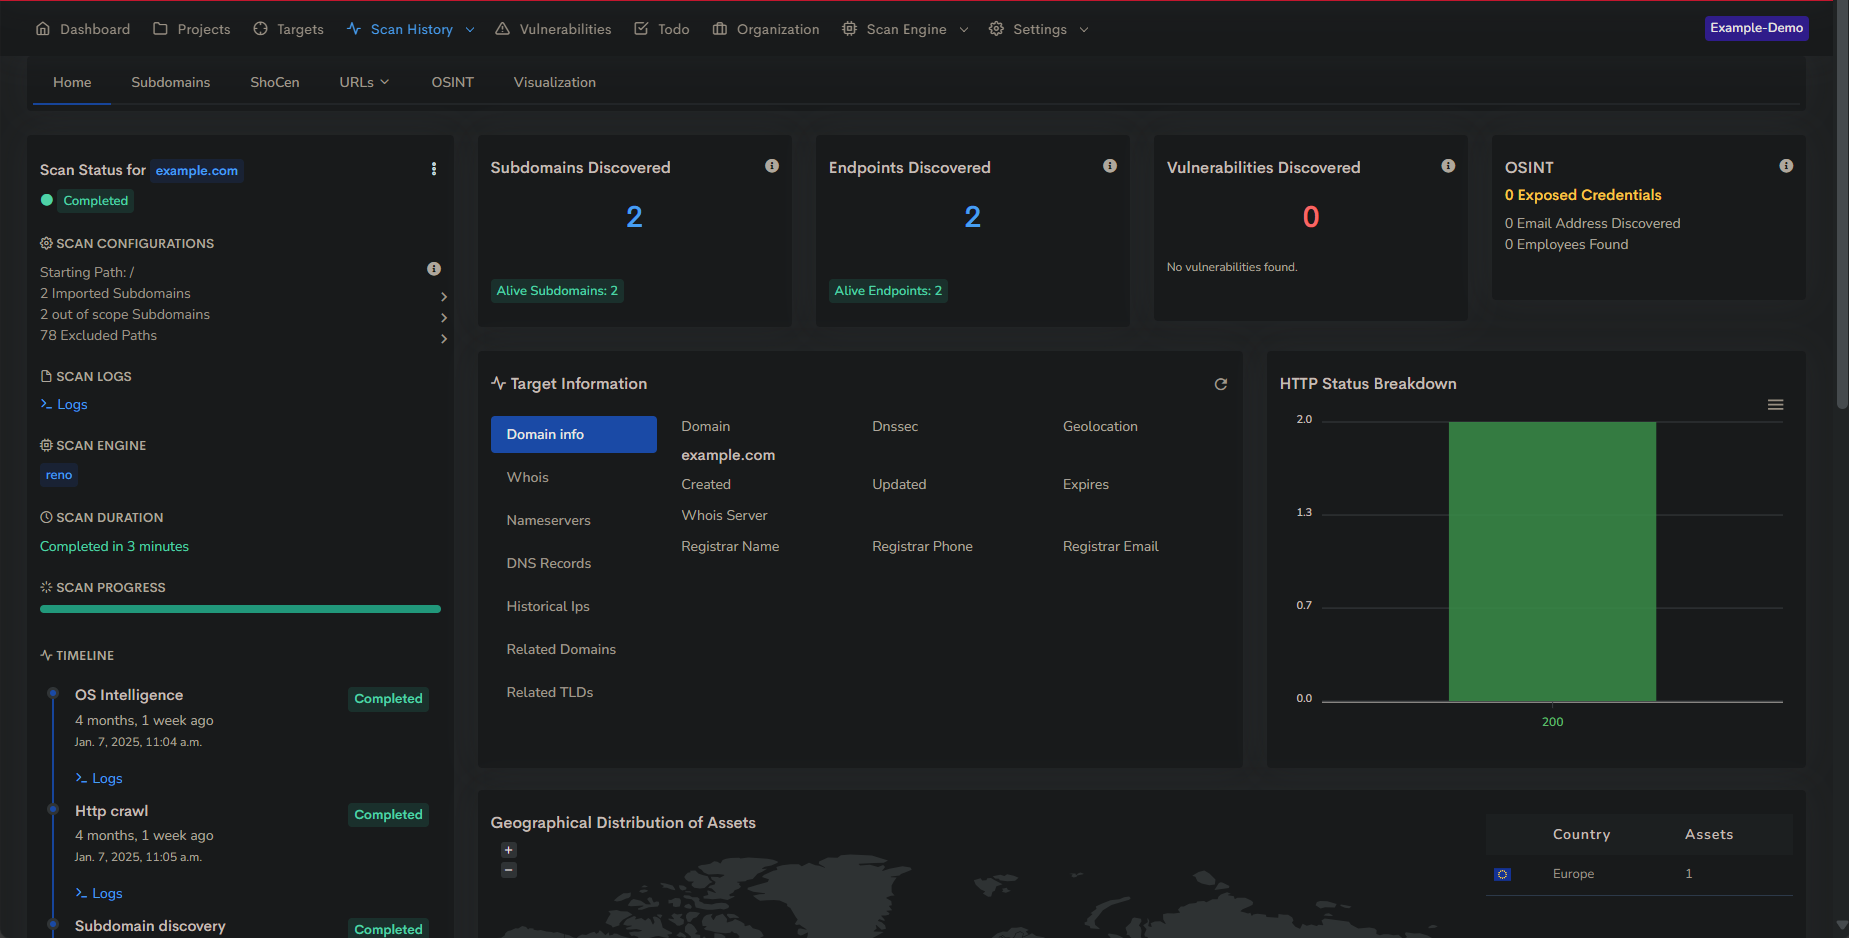 Dashboard Projects Targets Scan History Vulnerabilities Todo Organization Scan Engine Settings Example-Demo
Home Subdomains ShoCen URLs OSINT Visualization
Scan Status for example.com
Completed
SCAN CONFIGURATIONS
Starting Path: /
2 Imported Subdomains
2 out of scope Subdomains
78 Excluded Paths
SCAN LOGS
>_ Logs
SCAN ENGINE
reno
SCAN DURATION
Completed in 3 minutes
SCAN PROGRESS
TIMELINE
OS Intelligence Completed
4 months, 1 week ago
Jan. 7, 2025, 11:04 a.m.
>_ Logs
Http crawl Completed
4 months, 1 week ago
Jan. 7, 2025, 11:05 a.m.
>_ Logs
Subdomain discovery Completed
Subdomains Discovered
2
Alive Subdomains: 2
Endpoints Discovered
2
Alive Endpoints: 2
Vulnerabilities Discovered
0
No vulnerabilities found.
OSINT
0 Exposed Credentials
0 Email Address Discovered
0 Employees Found
Target Information
Domain info
Whois
Nameservers
DNS Records
Historical Ips
Related Domains
Related TLDs
Domain Dnssec Geolocation
example.com
Created Updated Expires
Whois Server
Registrar Name Registrar Phone Registrar Email
HTTP Status Breakdown
2.0
1.3
0.7
0.0
200
Geographical Distribution of Assets
+
−
Country Assets
Europe 1